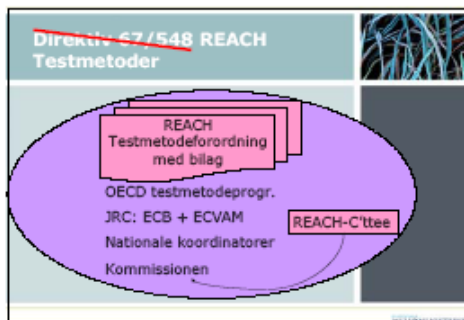 Direktiv 67/548 REACH
Testmetoder
REACH
Testmetodeforordning
med bilag
OECD testmetodeprogr.
JRC: ECB + ECVAM
REACH-C'ttee
Nationale koordinatorer
Kommissionen